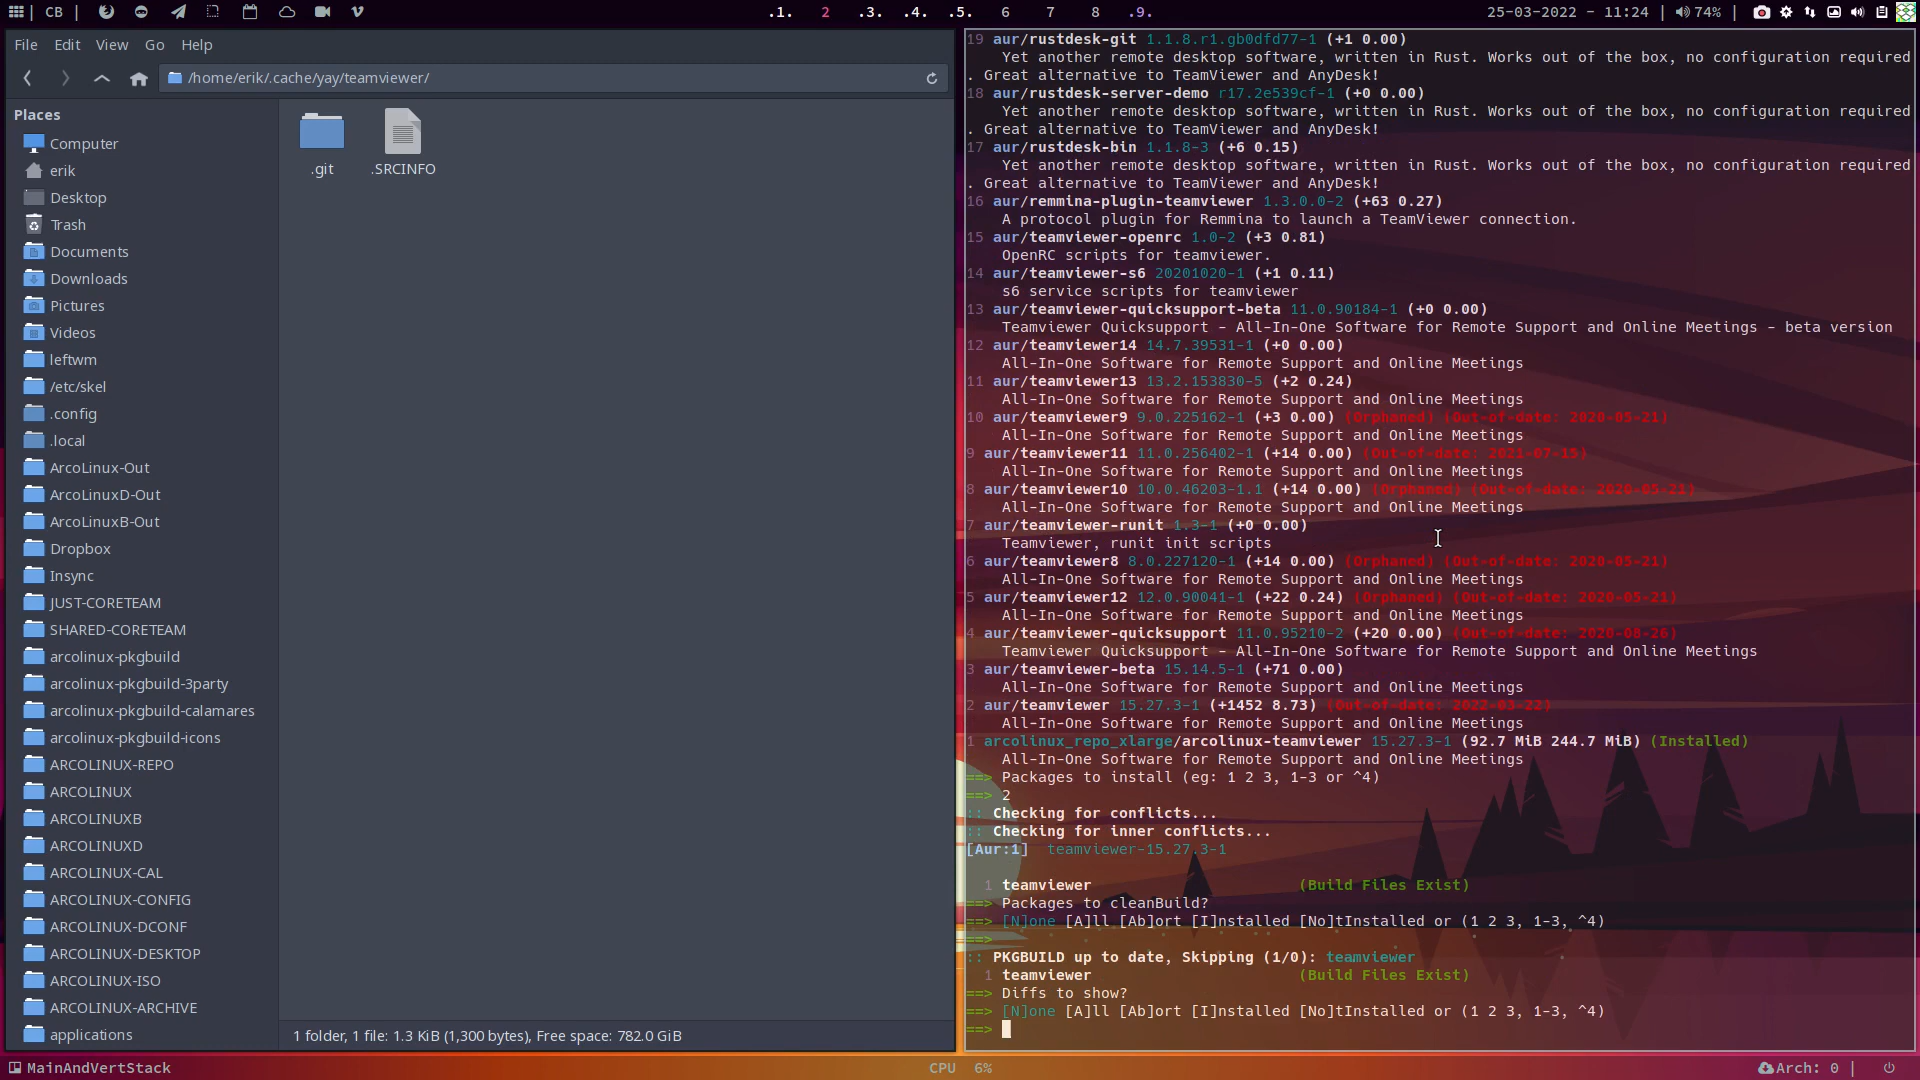 CB
.1. 2 .3. .4. .5. 6 7 8 .9.
25-03-2022 - 11:24 | 74% |
File Edit View Go Help
/home/erik/.cache/yay/teamviewer/
Places
Computer
erik
Desktop
Trash
Documents
Downloads
Pictures
Videos
leftwm
/etc/skel
.config
.local
ArcoLinux-Out
ArcoLinuxD-Out
ArcoLinuxB-Out
Dropbox
Insync
JUST-CORETEAM
SHARED-CORETEAM
arcolinux-pkgbuild
arcolinux-pkgbuild-3party
arcolinux-pkgbuild-calamares
arcolinux-pkgbuild-icons
ARCOLINUX-REPO
ARCOLINUX
ARCOLINUXB
ARCOLINUXD
ARCOLINUX-CAL
ARCOLINUX-CONFIG
ARCOLINUX-DCONF
ARCOLINUX-DESKTOP
ARCOLINUX-ISO
ARCOLINUX-ARCHIVE
applications
.git
.SRCINFO
1 folder, 1 file: 1.3 KiB (1,300 bytes), Free space: 782.0 GiB
19 aur/rustdesk-git 1.1.8.r1.gb0dfd77-1 (+1 0.00)
Yet another remote desktop software, written in Rust. Works out of the box, no configuration required
. Great alternative to TeamViewer and AnyDesk!
18 aur/rustdesk-server-demo r17.2e539cf-1 (+0 0.00)
Yet another remote desktop software, written in Rust. Works out of the box, no configuration required
. Great alternative to TeamViewer and AnyDesk!
17 aur/rustdesk-bin 1.1.8-3 (+6 0.15)
Yet another remote desktop software, written in Rust. Works out of the box, no configuration required
. Great alternative to TeamViewer and AnyDesk!
16 aur/remmina-plugin-teamviewer 1.3.0.0-2 (+63 0.27)
A protocol plugin for Remmina to launch a TeamViewer connection.
15 aur/teamviewer-openrc 1.0-2 (+3 0.81)
OpenRC scripts for teamviewer.
14 aur/teamviewer-s6 20201020-1 (+1 0.11)
s6 service scripts for teamviewer
13 aur/teamviewer-quicksupport-beta 11.0.90184-1 (+0 0.00)
Teamviewer Quicksupport - All-In-One Software for Remote Support and Online Meetings - beta version
12 aur/teamviewer14 14.7.39531-1 (+0 0.00)
All-In-One Software for Remote Support and Online Meetings
11 aur/teamviewer13 13.2.153830-5 (+2 0.24)
All-In-One Software for Remote Support and Online Meetings
10 aur/teamviewer9 9.0.225162-1 (+3 0.00) (Orphaned) (Out-of-date: 2020-05-21)
All-In-One Software for Remote Support and Online Meetings
9 aur/teamviewer11 11.0.256402-1 (+14 0.00) (Out-of-date: 2021-07-15)
All-In-One Software for Remote Support and Online Meetings
8 aur/teamviewer10 10.0.46203-1.1 (+14 0.00) (Orphaned) (Out-of-date: 2020-05-21)
All-In-One Software for Remote Support and Online Meetings
7 aur/teamviewer-runit 1.3-1 (+0 0.00)
Teamviewer, runit init scripts
6 aur/teamviewer8 8.0.227120-1 (+14 0.00) (Orphaned) (Out-of-date: 2020-05-21)
All-In-One Software for Remote Support and Online Meetings
5 aur/teamviewer12 12.0.90041-1 (+22 0.24) (Orphaned) (Out-of-date: 2020-05-21)
All-In-One Software for Remote Support and Online Meetings
4 aur/teamviewer-quicksupport 11.0.95210-2 (+20 0.00) (Out-of-date: 2020-08-26)
Teamviewer Quicksupport - All-In-One Software for Remote Support and Online Meetings
3 aur/teamviewer-beta 15.14.5-1 (+71 0.00)
All-In-One Software for Remote Support and Online Meetings
2 aur/teamviewer 15.27.3-1 (+1452 8.73) (Out-of-date: 2022-03-22)
All-In-One Software for Remote Support and Online Meetings
1 arcolinux_repo_xlarge/arcolinux-teamviewer 15.27.3-1 (92.7 MiB 244.7 MiB) (Installed)
All-In-One Software for Remote Support and Online Meetings
==> Packages to install (eg: 1 2 3, 1-3 or ^4)
==> 2
:: Checking for conflicts...
:: Checking for inner conflicts...
[Aur:1] teamviewer-15.27.3-1
1 teamviewer (Build Files Exist)
==> Packages to cleanBuild?
==> [N]one [A]ll [Ab]ort [I]nstalled [No]tInstalled or (1 2 3, 1-3, ^4)
==>
:: PKGBUILD up to date, Skipping (1/0): teamviewer
1 teamviewer (Build Files Exist)
==> Diffs to show?
==> [N]one [A]ll [Ab]ort [I]nstalled [No]tInstalled or (1 2 3, 1-3, ^4)
==>
MainAndVertStack
CPU 6%
Arch: 0 |